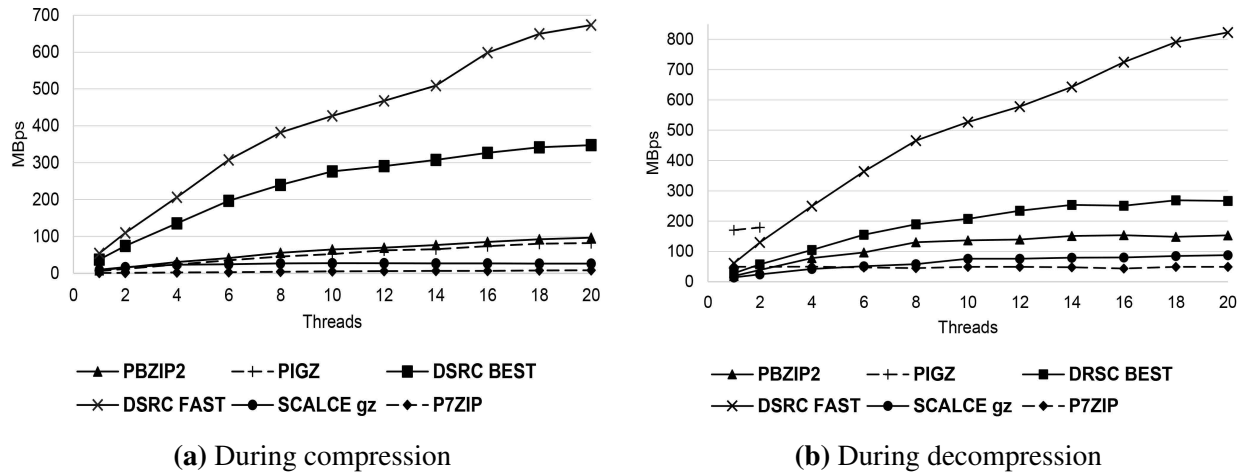 700
600
500
400
300
200
100
0
MBps
0 2 4 6 8 10 12 14 16 18 20
Threads
PBZIP2 PIGZ DSRC BEST
DSRC FAST SCALCE gz P7ZIP
(a) During compression
800
700
600
500
400
300
200
100
0
MBps
0 2 4 6 8 10 12 14 16 18 20
Threads
PBZIP2 PIGZ DRSC BEST
DSRC FAST SCALCE gz P7ZIP
(b) During decompression